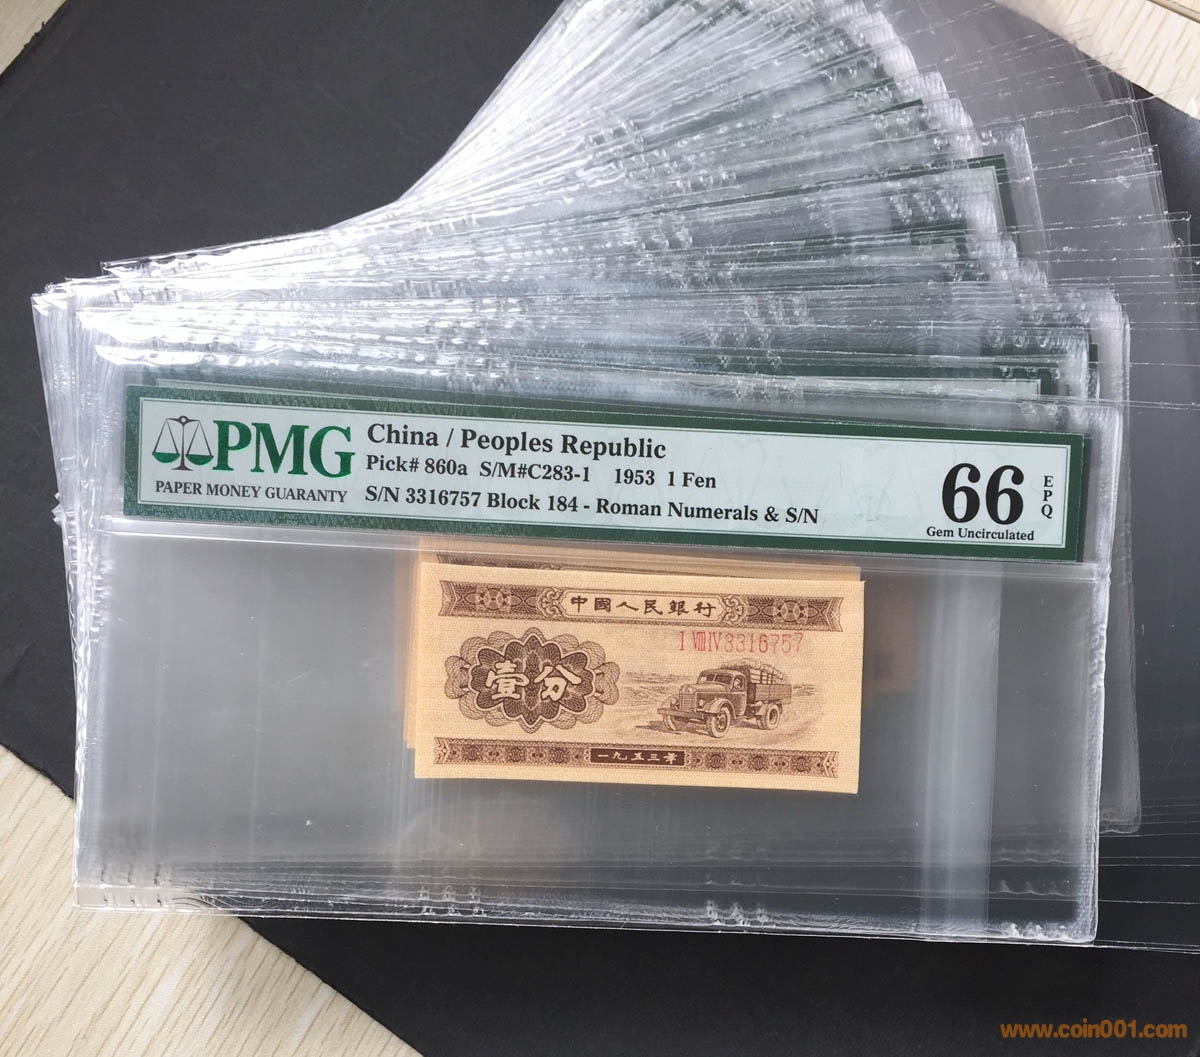 PMG
PAPER MONEY GUARANTY
China / Peoples Republic
Pick# 860a S/M#C283-1 1953 1 Fen
S/N 3316757 Block 184 - Roman Numerals & S/N
66
EPQ
Gem Uncirculated
中國人民銀行
I VIII IV 3316757
壹分
一九五三年
www.coin001.com